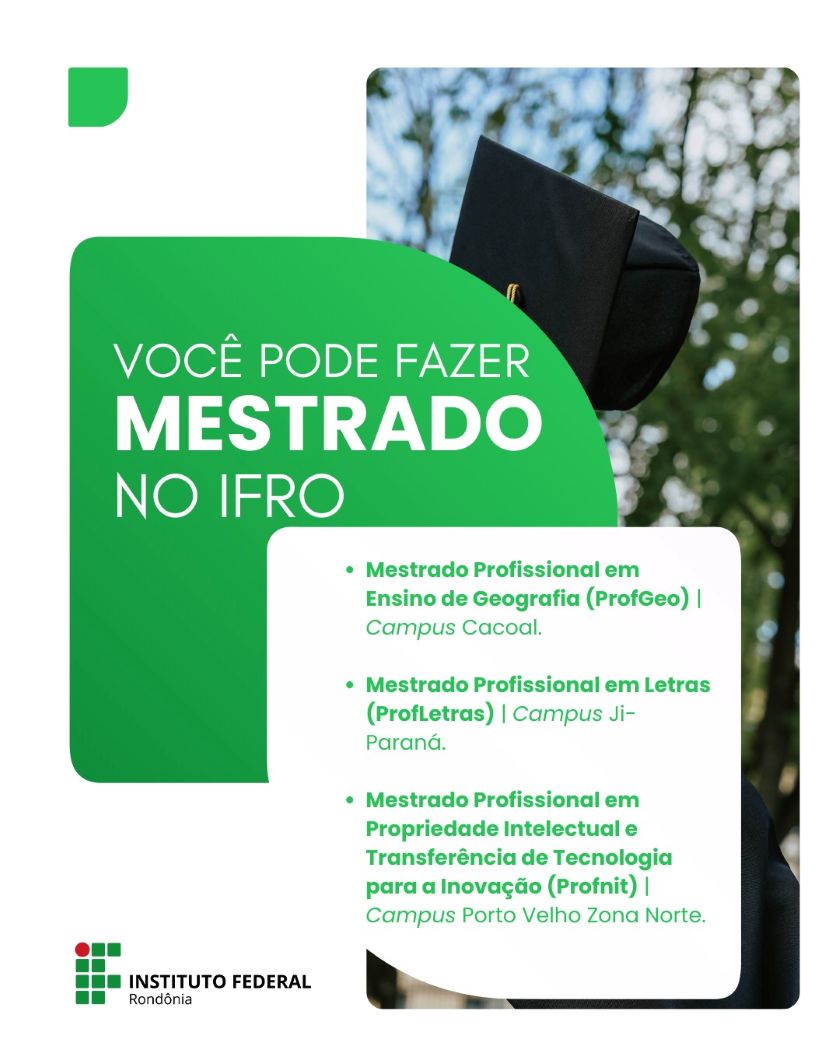 VOCÊ PODE FAZER
MESTRADO
NO IFRO
• Mestrado Profissional em
Ensino de Geografia (ProfGeo) |
Campus Cacoal.
• Mestrado Profissional em Letras
(ProfLetras) | Campus Ji-
Paraná.
• Mestrado Profissional em
Propriedade Intelectual e
Transferência de Tecnologia
para a Inovação (Profnit) |
Campus Porto Velho Zona Norte.
INSTITUTO FEDERAL
Rondônia